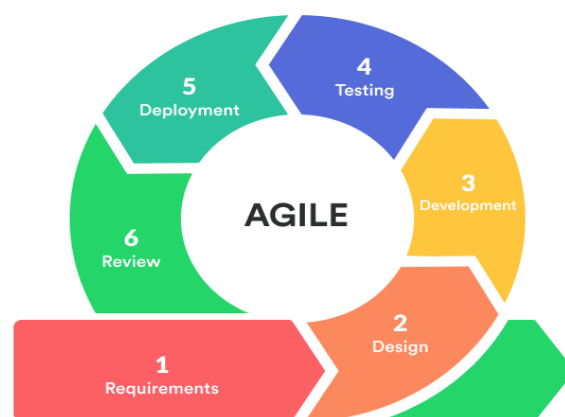 AGILE
1
Requirements
2
Design
3
Development
4
Testing
5
Deployment
6
Review